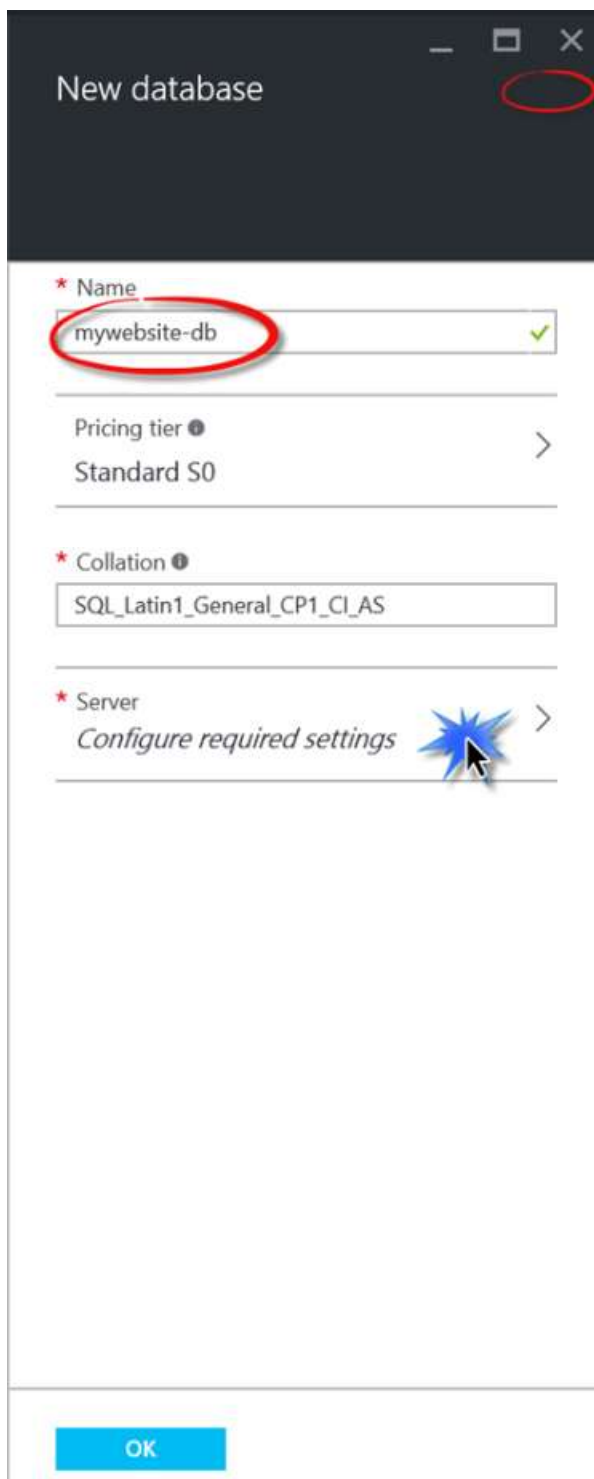 New database
* Name
mywebsite-db
Pricing tier
Standard S0
* Collation
SQL_Latin1_General_CP1_CI_AS
* Server
Configure required settings
OK